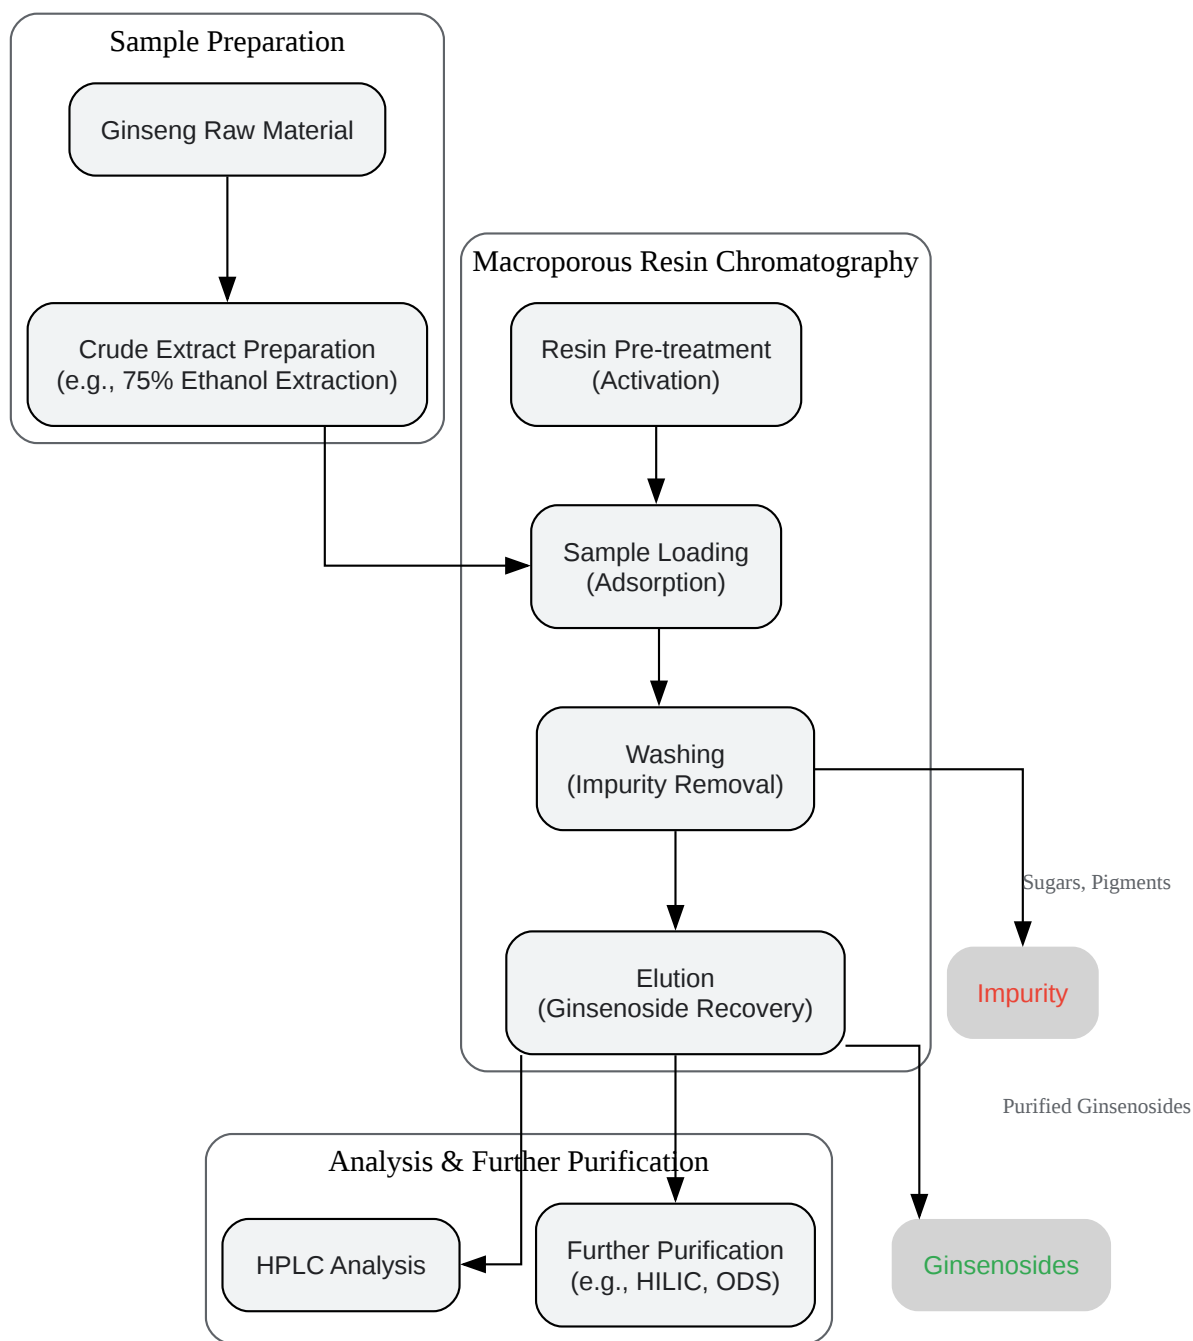 Sample Preparation
Ginseng Raw Material
Crude Extract Preparation
(e.g., 75% Ethanol Extraction)
Macroporous Resin Chromatography
Resin Pre-treatment
(Activation)
Sample Loading
(Adsorption)
Washing
(Impurity Removal)
Sugars, Pigments
Elution
(Ginsenoside Recovery)
Impurity
Purified Ginsenosides
Analysis & Further Purification
HPLC Analysis
Further Purification
(e.g., HILIC, ODS)
Ginsenosides